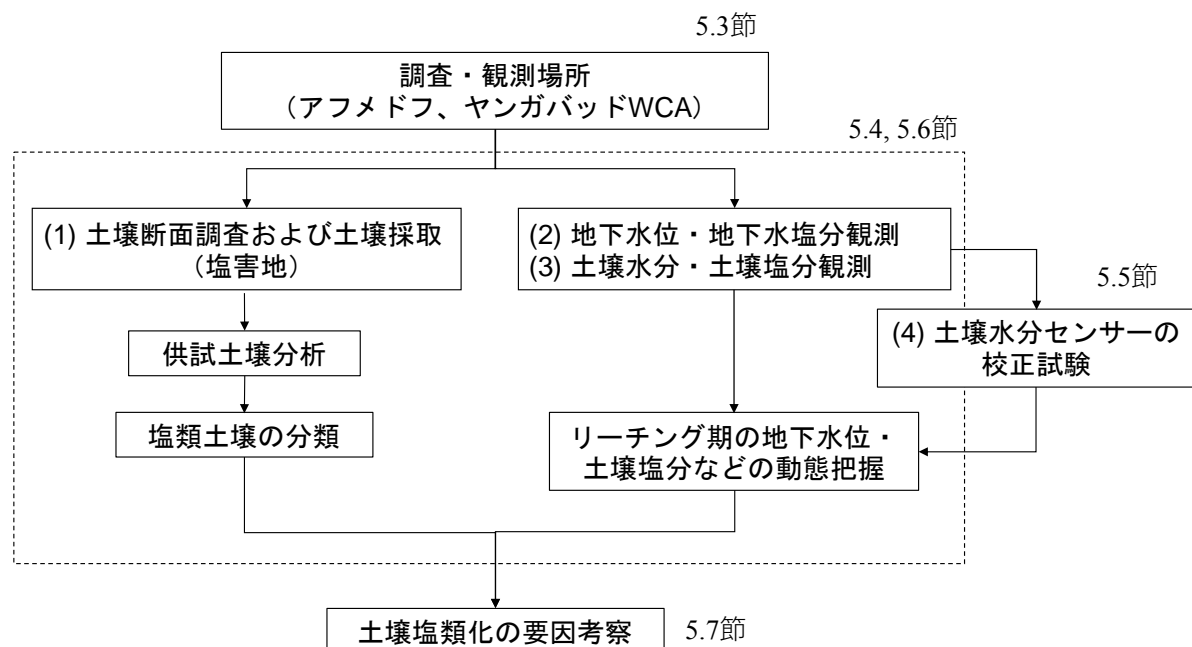 5.3節
調査・観測場所
(アフメドフ、ヤンガバッドWCA)
5.4, 5.6節
(1) 土壌断面調査および土壌採取
(塩害地)
(2) 地下水位・地下水塩分観測
(3) 土壌水分・土壌塩分観測
5.5節
(4) 土壌水分センサーの
校正試験
供試土壌分析
塩類土壌の分類
リーチング期の地下水位・
土壌塩分などの動態把握
土壌塩類化の要因考察
5.7節